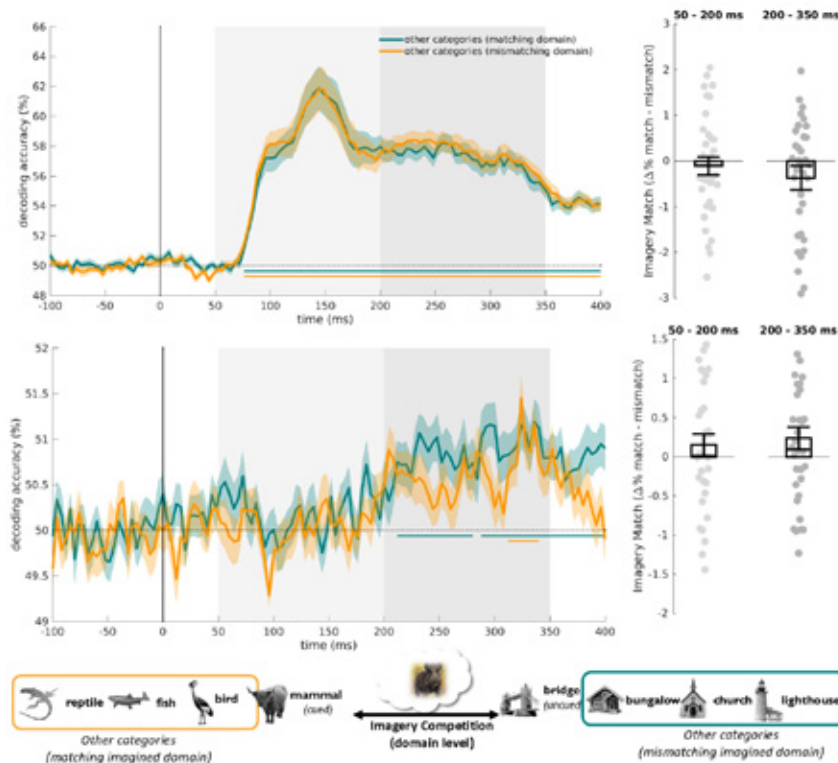 50 - 200 ms 200 - 350 ms
66
64
62
60
58
56
54
52
50
48
decoding accuracy (%)
other categories (matching domain)
other categories (mismatching domain)
-100 -50 0 50 100 150 200 250 300 350 400
time (ms)
3
2
1
0
-1
-2
-3
Imagery Match (Δ% match - mismatch)
50 - 200 ms 200 - 350 ms
52
51.5
51
50.5
50
49.5
49
decoding accuracy (%)
-100 -50 0 50 100 150 200 250 300 350 400
time (ms)
1.5
1
0.5
0
-0.5
-1
-1.5
-2
Imagery Match (Δ% match - mismatch)
reptile fish bird mammal bridge bungalow church lighthouse
(cued) (uncued)
Imagery Competition
(domain level)
Other categories
(matching imagined domain)
Other categories
(mismatching imagined domain)